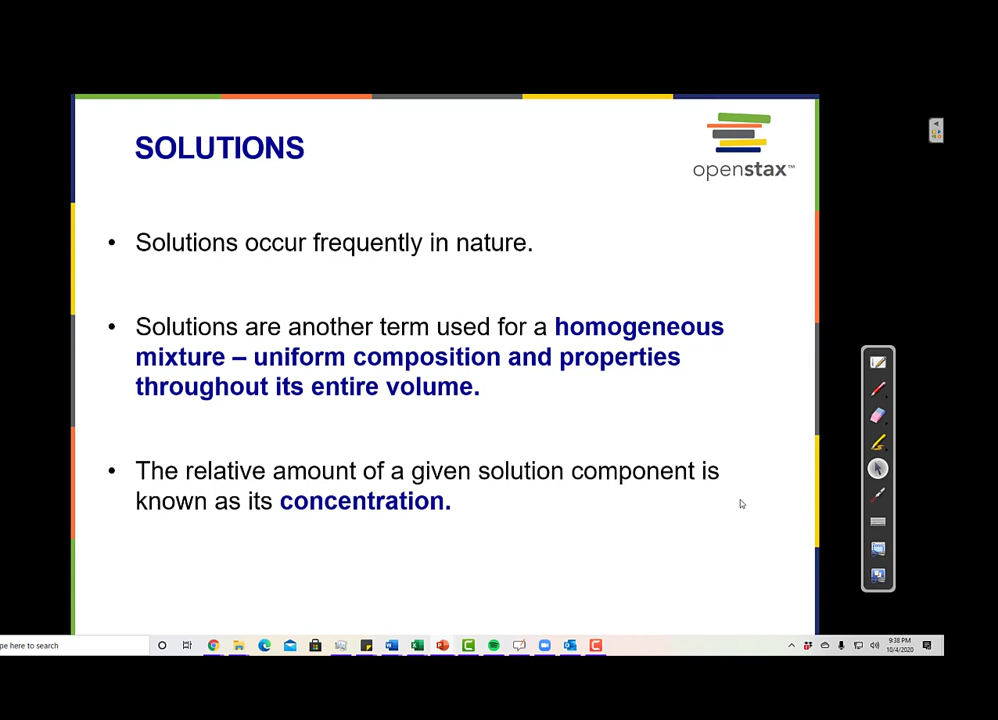 SOLUTIONS
openstax™
• Solutions occur frequently in nature.
• Solutions are another term used for a homogeneous
mixture – uniform composition and properties
throughout its entire volume.
• The relative amount of a given solution component is
known as its concentration.
pe here to search
9:38 PM
10/4/2020